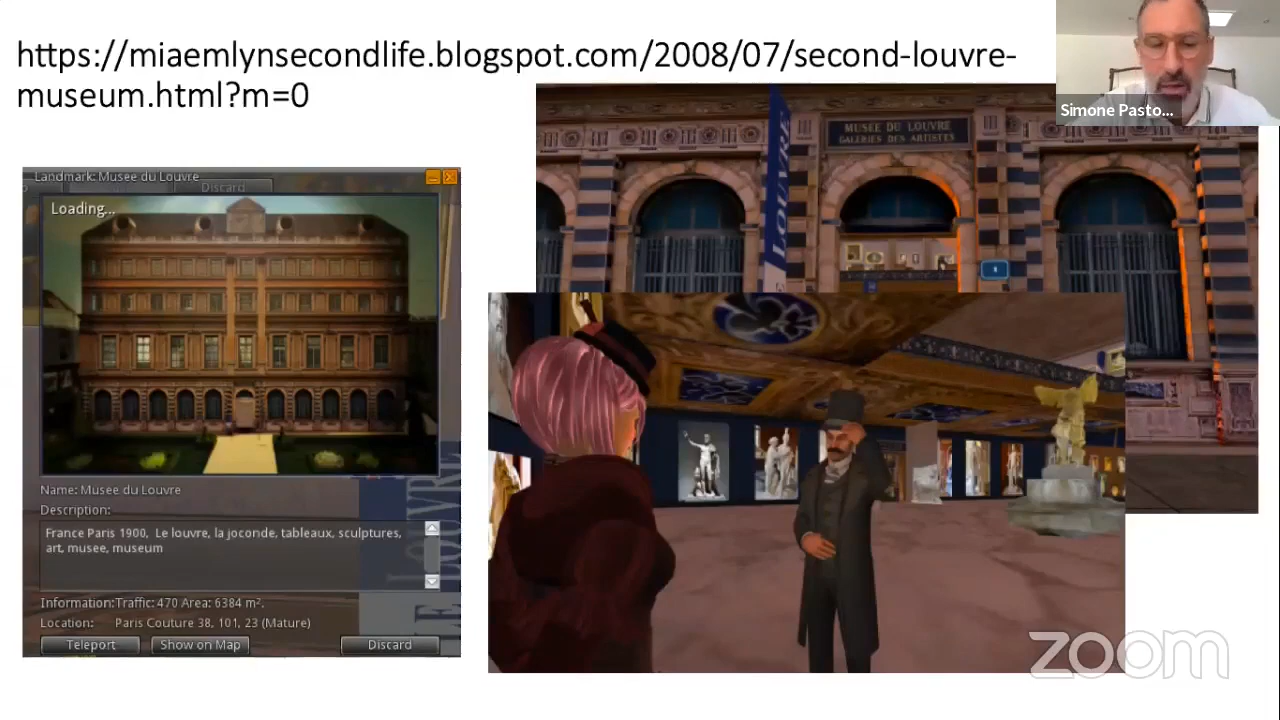 https://miaemlynsecondlife.blogspot.com/2008/07/second-louvre-
museum.html?m=0
Simone Pasto...
Landmark: Musee du Louvre
Discard
Loading...
Name: Musee du Louvre
Description:
France Paris 1900, Le louvre, la joconde, tableaux, sculptures,
art, musee, museum
Information:Traffic: 470 Area: 6384 m².
Location: Paris Couture 38, 101, 23 (Mature)
Teleport
Show on Map
Discard
LOUVRE
MUSEE DU LOUVRE
GALERIES DES ARTISTES
zoom